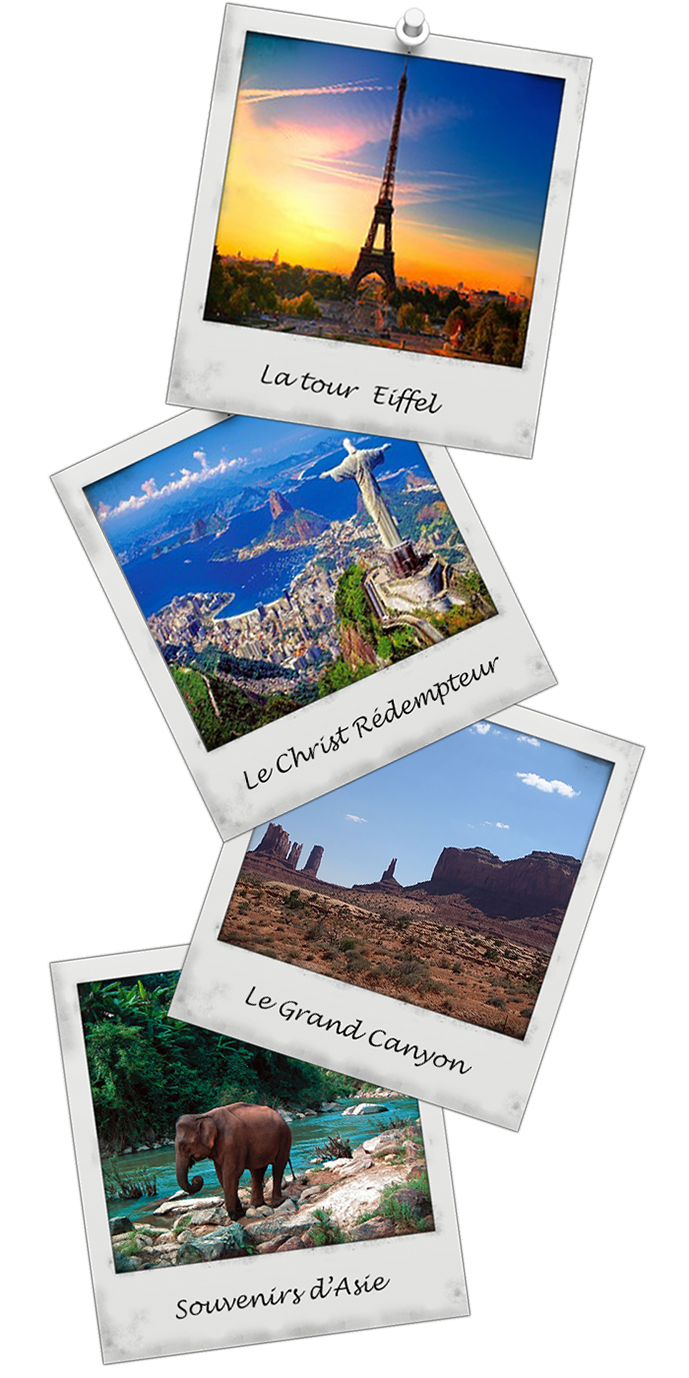 La tour Eiffel
Le Christ Rédempteur
Le Grand Canyon
Souvenirs d'Asie